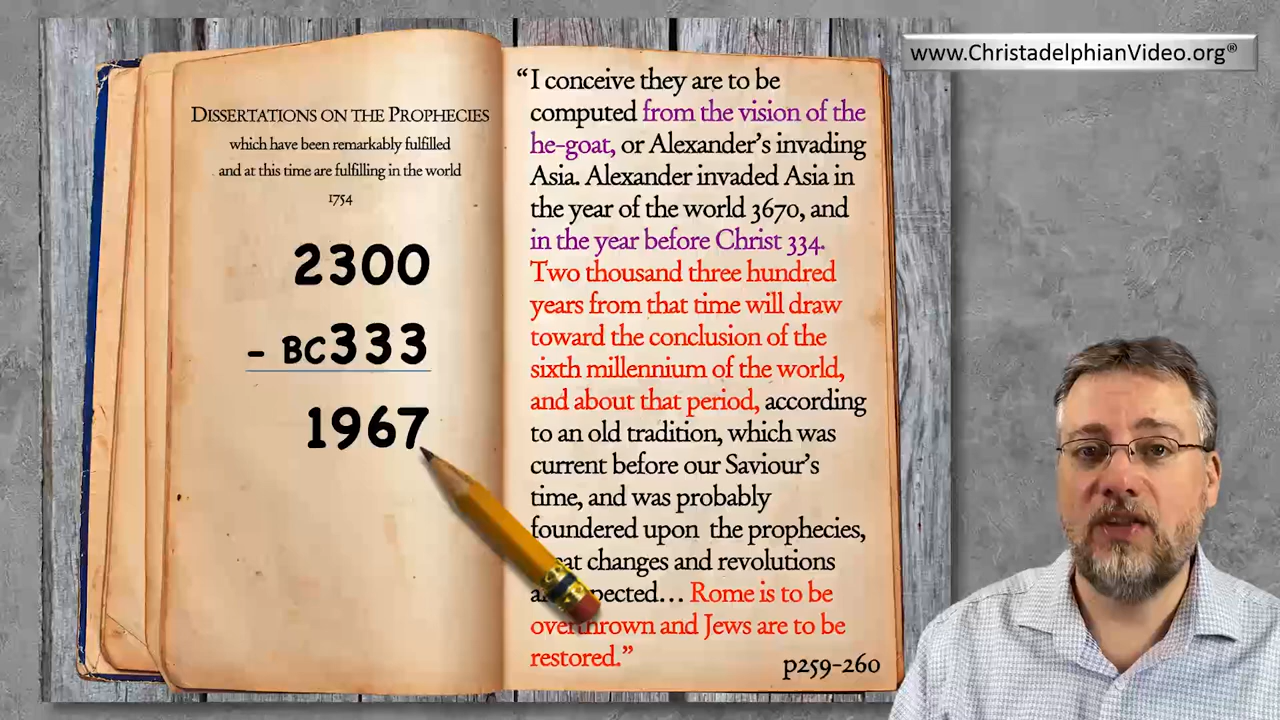 www.ChristadelphianVideo.org®
DISSERTATIONS ON THE PROPHECIES
which have been remarkably fulfilled
and at this time are fulfilling in the world
1754
2300
- BC333
1967
“I conceive they are to be
computed from the vision of the
he-goat, or Alexander’s invading
Asia. Alexander invaded Asia in
the year of the world 3670, and
in the year before Christ 334.
Two thousand three hundred
years from that time will draw
toward the conclusion of the
sixth millennium of the world,
and about that period, according
to an old tradition, which was
current before our Saviour’s
time, and was probably
foundered upon the prophecies,
changes and revolutions
Rome is to be
overthrown and Jews are to be
restored.”
p259-260